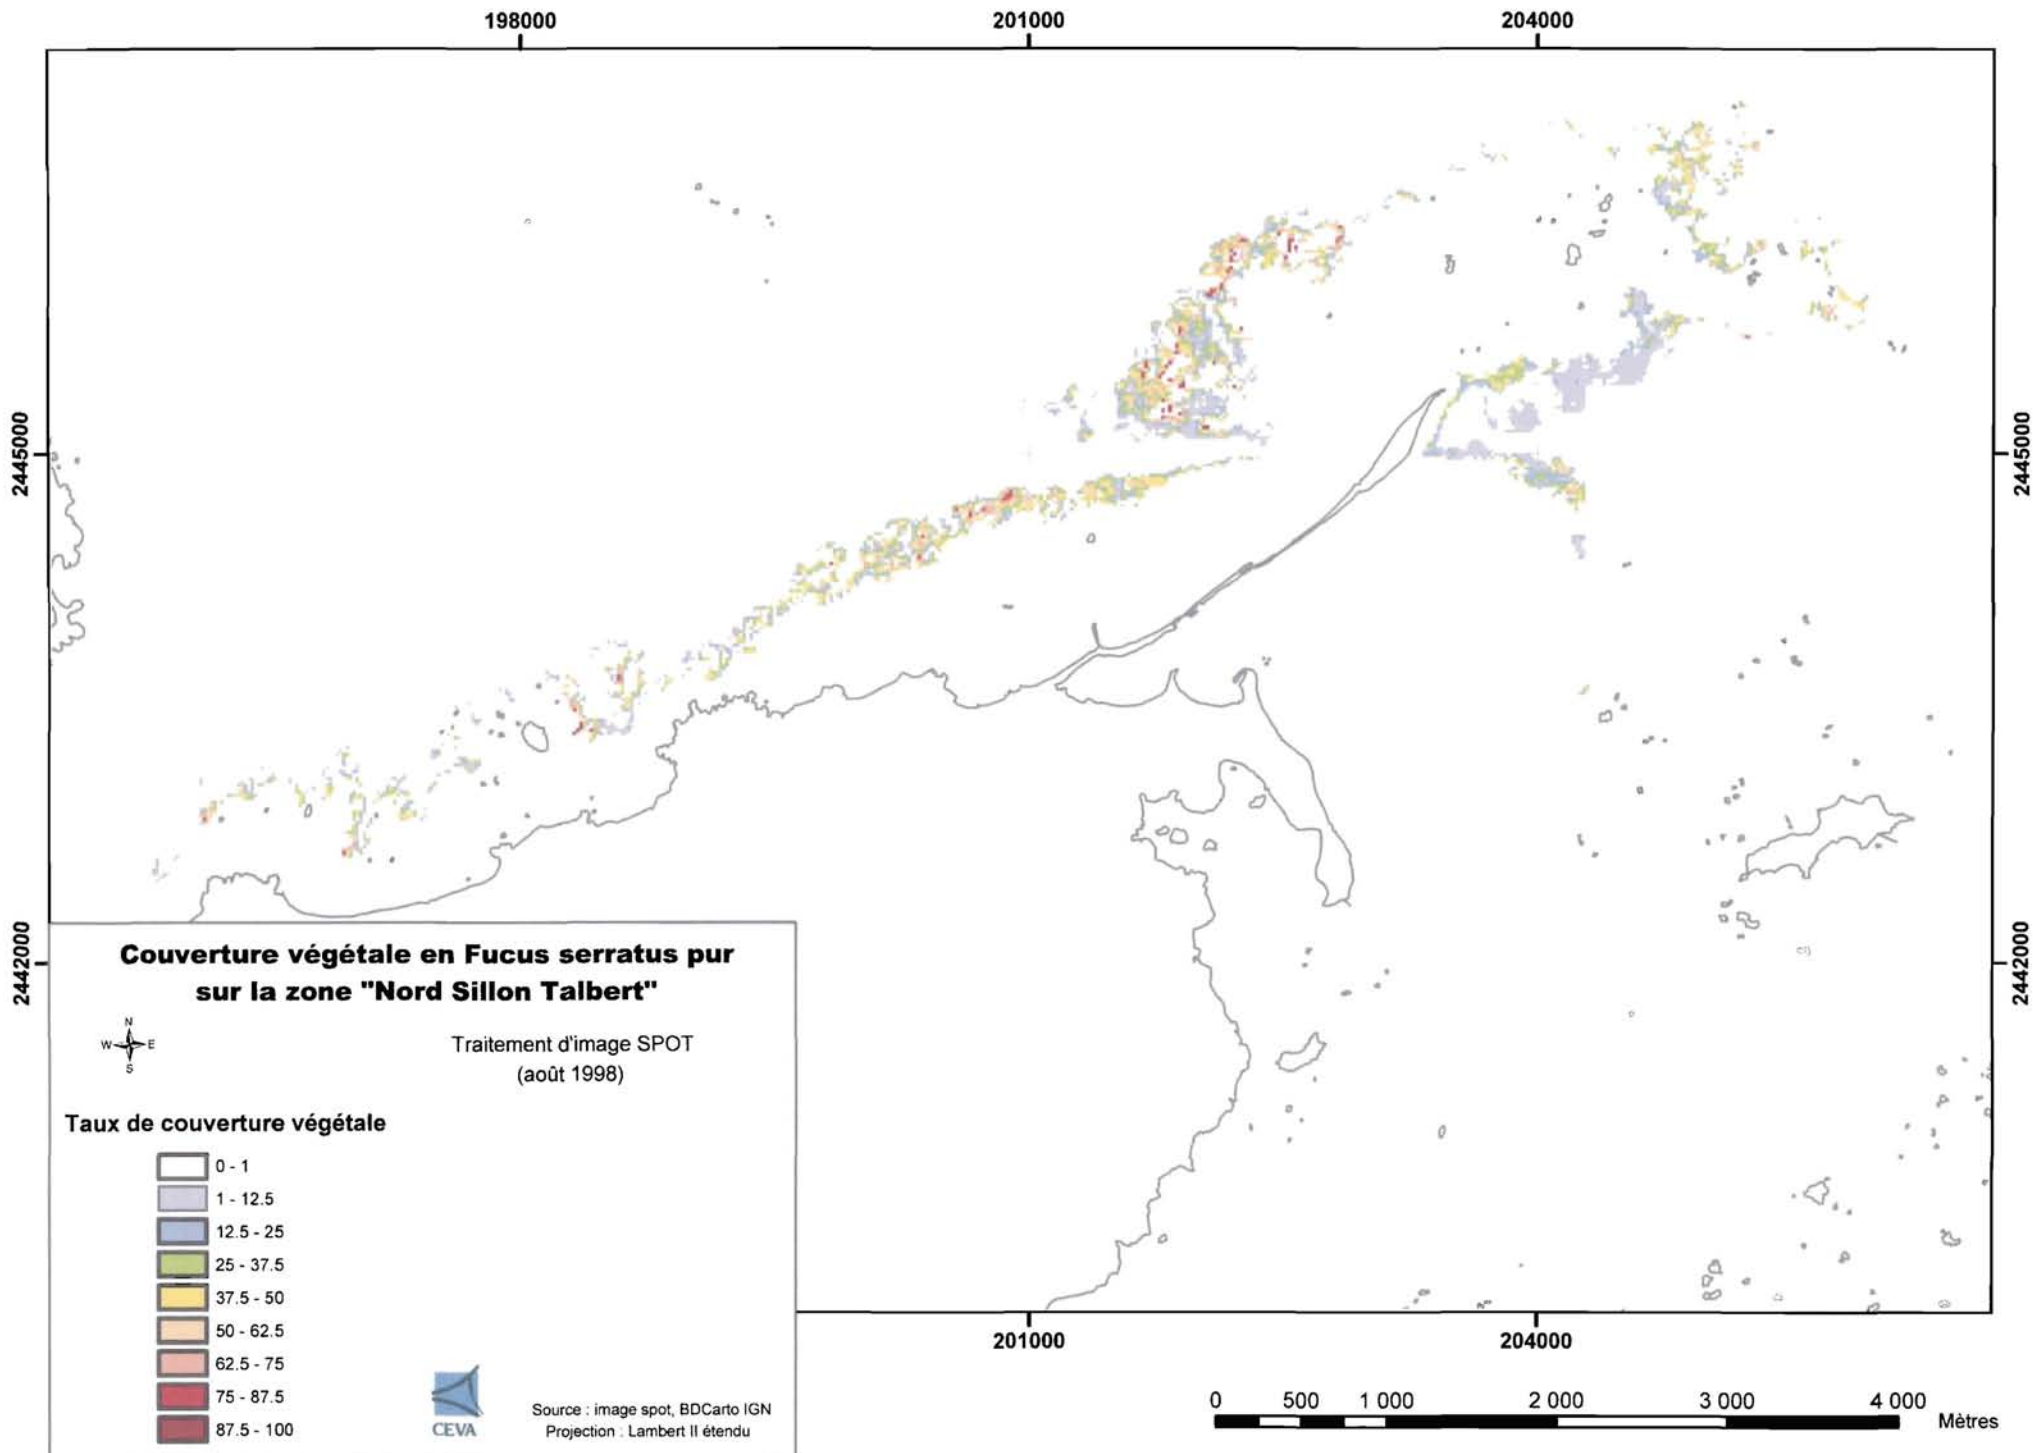 198000 201000 204000
2445000 2445000
2442000 2442000
Couverture végétale en Fucus serratus pur
sur la zone "Nord Sillon Talbert"
N
W E
S
Traitement d'image SPOT
(août 1998)
Taux de couverture végétale
0 - 1
1 - 12.5
12.5 - 25
25 - 37.5
37.5 - 50
50 - 62.5
62.5 - 75
75 - 87.5
87.5 - 100
CEVA
Source : image spot, BDCarto IGN
Projection : Lambert II étendu
201000 204000
0 500 1 000 2 000 3 000 4 000
Mètres